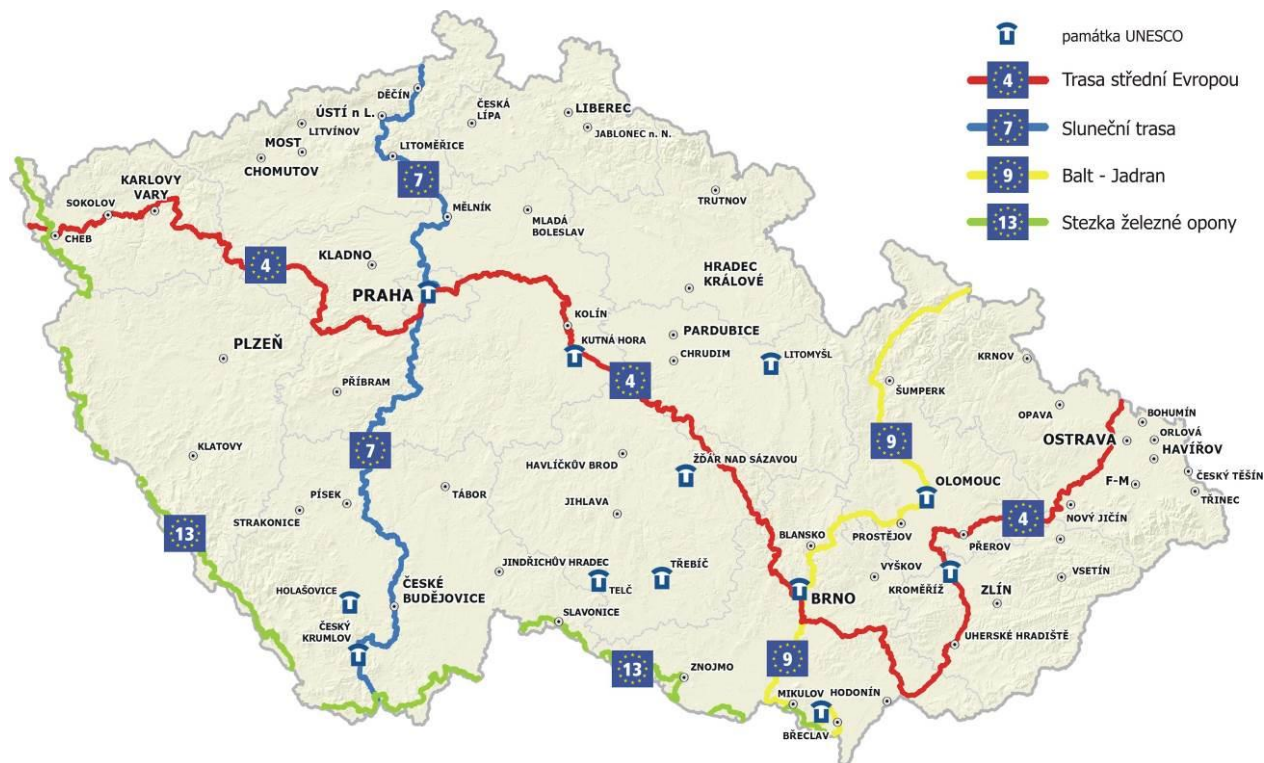 památka UNESCO
4 Trasa střední Evropou
7 Sluneční trasa
9 Balt - Jadran
13 Stezka železné opony
DĚČÍN
ÚSTÍ n L.
LITVÍNOV
ČESKÁ
LÍPA
LIBEREC
JABLONEC n. N.
MOST
CHOMUTOV
LITOMĚŘICE
7
KARLOVY
VARY
SOKOLOV
CHEB
MĚLNÍK
MLADÁ
BOLESLAV
TRUTNOV
4
KLADNO
PRAHA
HRADEC
KRÁLOVÉ
KOLÍN
KUTNÁ HORA
PARDUBICE
CHRUDIM
LITOMYŠL
PLZEŇ
PŘÍBRAM
4
ŠUMPERK
KRNOV
OPAVA
BOHUMÍN
ORLOVÁ
OSTRAVA
HAVÍŘOV
ČESKÝ TĚŠÍN
F-M
TŘINEC
KLATOVY
7
HAVLÍČKŮV BROD
ŽĎÁR NAD SÁZAVOU
9
OLOMOUC
PÍSEK
TÁBOR
JIHLAVA
STRAKONICE
13
BLANSKO
PROSTĚJOV
4
NOVÝ JIČÍN
PŘEROV
JINDŘICHŮV HRADEC
TELČ
TŘEBÍČ
VYŠKOV
KROMĚŘÍŽ
VSETÍN
ZLÍN
HOLAŠOVICE
ČESKÉ
BUDĚJOVICE
BRNO
SLAVONICE
ČESKÝ
KRUMLOV
UHERSKÉ HRADIŠTĚ
13
ZNOJMO
9
MIKULOV
HODONÍN
BŘECLAV